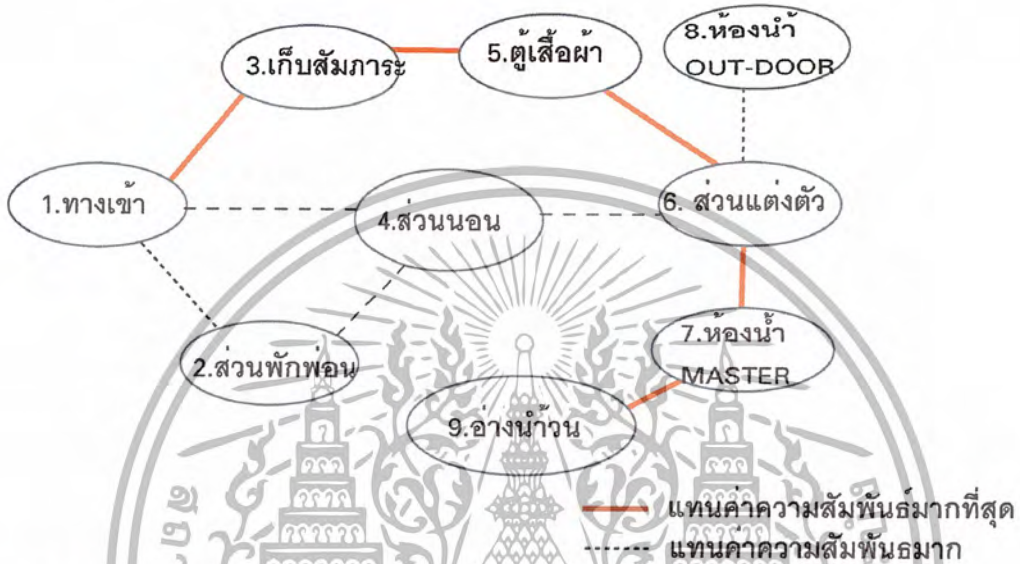 8.ห้องน้ำ
OUT-DOOR
3.เก็บสัมภาระ
5.ตู้เสื้อผ้า
1.ทางเข้า
4.ส่วนนอน
6. ส่วนแต่งตัว
2.ส่วนพักผ่อน
7.ห้องน้ำ
MASTER
9.อ่างน้ำวน
แทนค่าความสัมพันธ์มากที่สุด
แทนค่าความสัมพันธมาก